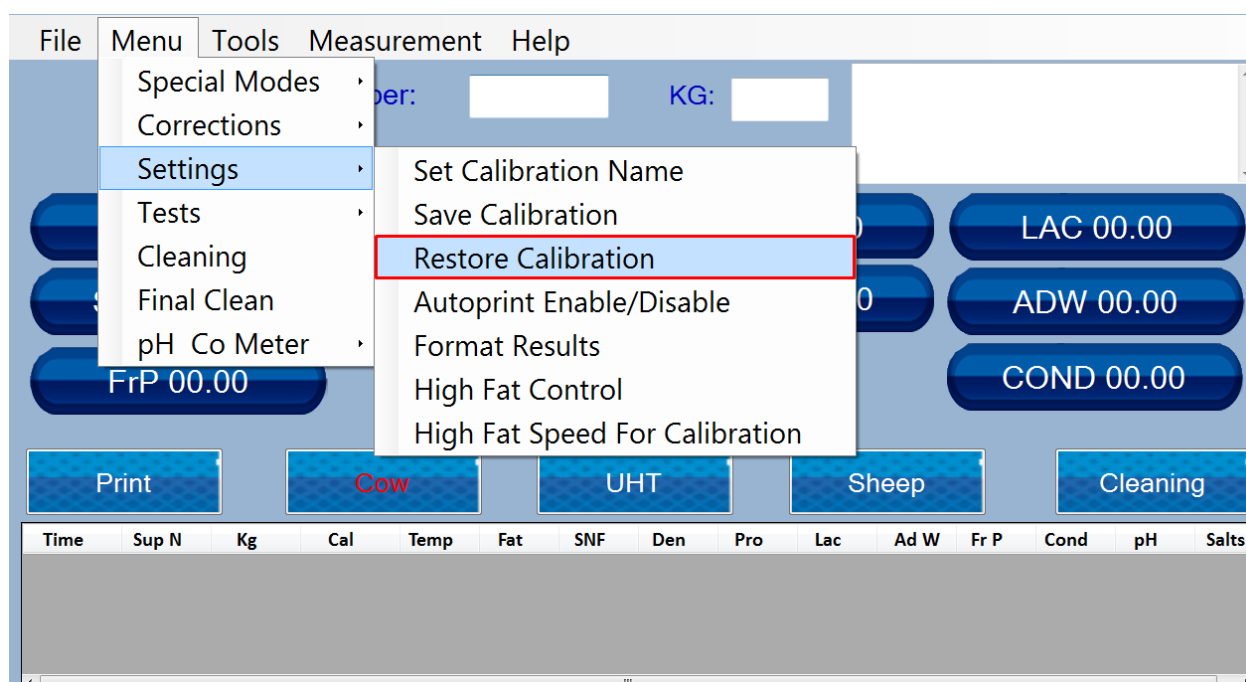 File Menu Tools Measurement Help
Special Modes
KG:
Corrections
Settings
Set Calibration Name
Tests
Save Calibration
LAC 00.00
Cleaning
Restore Calibration
Final Clean
Autoprint Enable/Disable
ADW 00.00
pH Co Meter
Format Results
FrP 00.00
High Fat Control
COND 00.00
High Fat Speed For Calibration
Print Cow UHT Sheep Cleaning
Time Sup N Kg Cal Temp Fat SNF Den Pro Lac Ad W Fr P Cond pH Salts